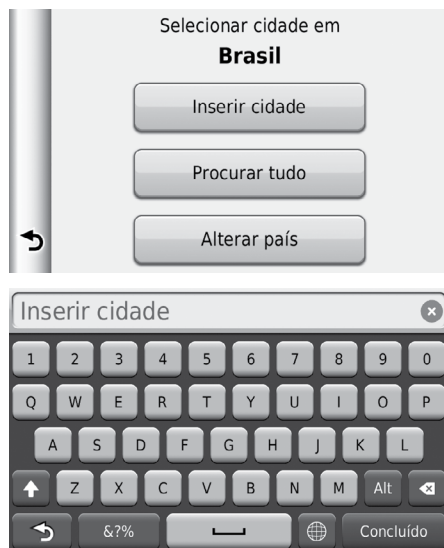 Selecionar cidade em
Brasil
Inserir cidade
Procurar tudo
Alterar país
Inserir cidade
1 2 3 4 5 6 7 8 9 0
Q W E R T Y U I O P
A S D F G H J K L
Z X C V B N M Alt
&?% Concluído